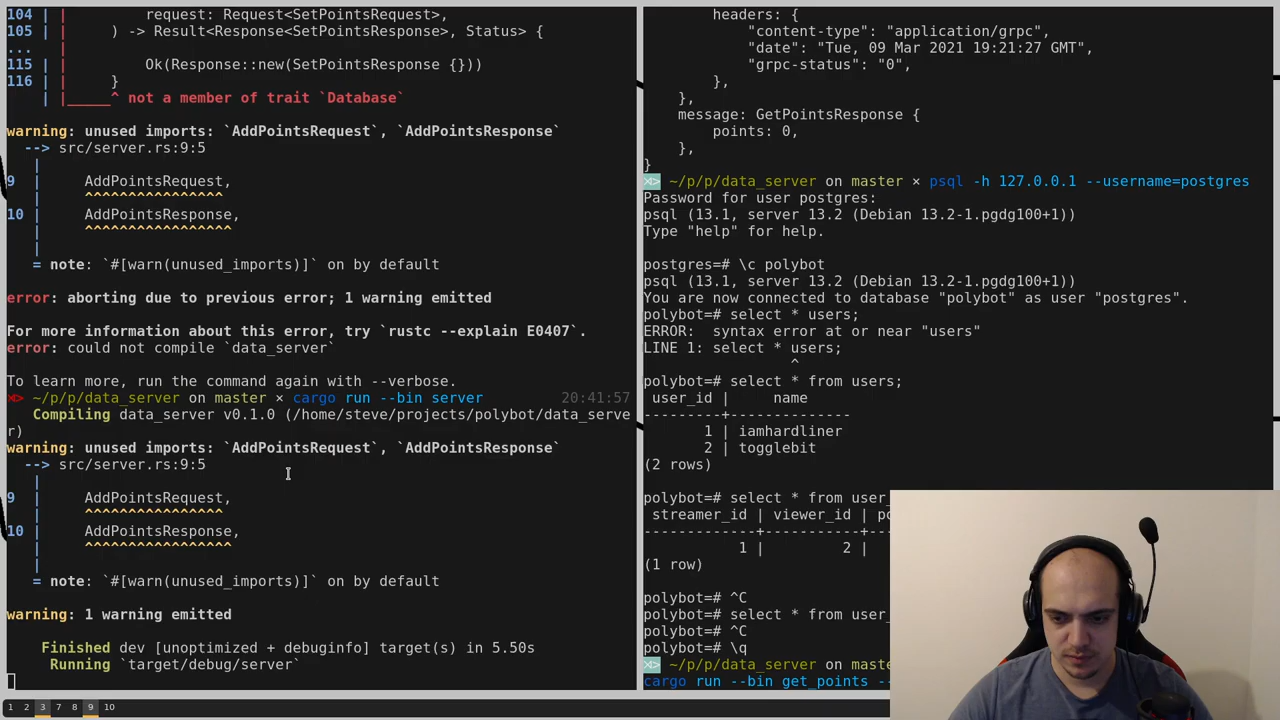 104 | |         request: Request<SetPointsRequest>,
105 | |     ) -> Result<Response<SetPointsResponse>, Status> {
...   |
115 | |         Ok(Response::new(SetPointsResponse {}))
116 | |     }
    | |_____^ not a member of trait `Database`
warning: unused imports: `AddPointsRequest`, `AddPointsResponse`
 --> src/server.rs:9:5
  |
9 |     AddPointsRequest,
  |     ^^^^^^^^^^^^^^^^
10 |     AddPointsResponse,
  |     ^^^^^^^^^^^^^^^^^
  |
  = note: `#[warn(unused_imports)]` on by default
error: aborting due to previous error; 1 warning emitted
For more information about this error, try `rustc --explain E0407`.
error: could not compile `data_server`
To learn more, run the command again with --verbose.
~/p/p/data_server on master × cargo run --bin server 20:41:57
   Compiling data_server v0.1.0 (/home/steve/projects/polybot/data_serve
r)
warning: unused imports: `AddPointsRequest`, `AddPointsResponse`
 --> src/server.rs:9:5
  |
9 |     AddPointsRequest,
  |     ^^^^^^^^^^^^^^^^
10 |     AddPointsResponse,
  |     ^^^^^^^^^^^^^^^^^
  |
  = note: `#[warn(unused_imports)]` on by default
warning: 1 warning emitted
    Finished dev [unoptimized + debuginfo] target(s) in 5.50s
     Running `target/debug/server`
        headers: {
            "content-type": "application/grpc",
            "date": "Tue, 09 Mar 2021 19:21:27 GMT",
            "grpc-status": "0",
        },
    },
    message: GetPointsResponse {
        points: 0,
    },
}
~/p/p/data_server on master × psql -h 127.0.0.1 --username=postgres
Password for user postgres:
psql (13.1, server 13.2 (Debian 13.2-1.pgdg100+1))
Type "help" for help.
postgres=# \c polybot
psql (13.1, server 13.2 (Debian 13.2-1.pgdg100+1))
You are now connected to database "polybot" as user "postgres".
polybot=# select * users;
ERROR:  syntax error at or near "users"
LINE 1: select * users;
                 ^
polybot=# select * from users;
 user_id |    name
---------+-------------
       1 | iamhardliner
       2 | togglebit
(2 rows)
polybot=# select * from user_
 streamer_id | viewer_id | po
-------------+-----------+---
           1 |         2 |
(1 row)
polybot=# ^C
polybot=# select * from user_
polybot=# ^C
polybot=# \q
~/p/p/data_server on maste
cargo run --bin get_points --
1 2 3 7 8 9 10